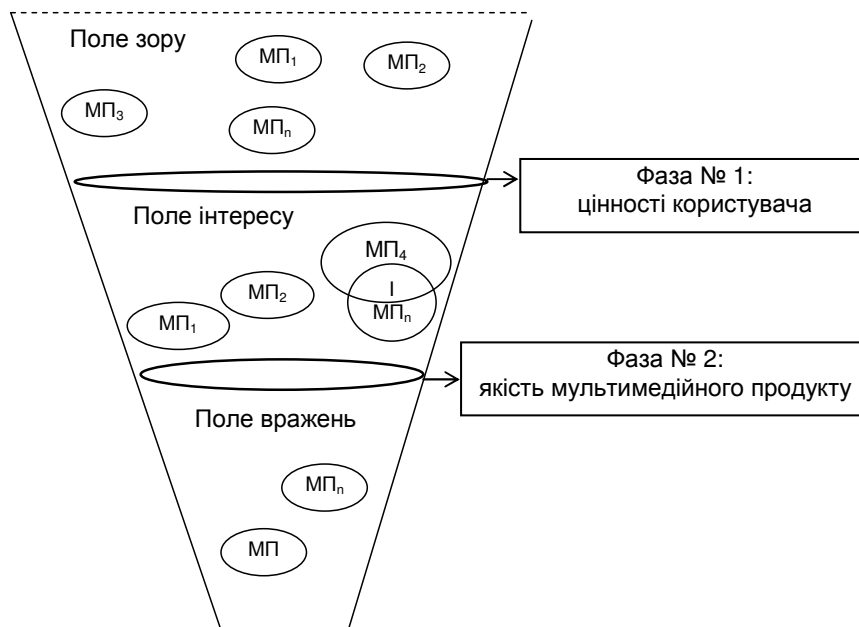 Поле зору
МП₁
МП₂
МП₃
МПₙ
Фаза № 1:
цінності користувача
Поле інтересу
МП₄
І
МПₙ
МП₂
МП₁
Фаза № 2:
якість мультимедійного продукту
Поле вражень
МПₙ
МП